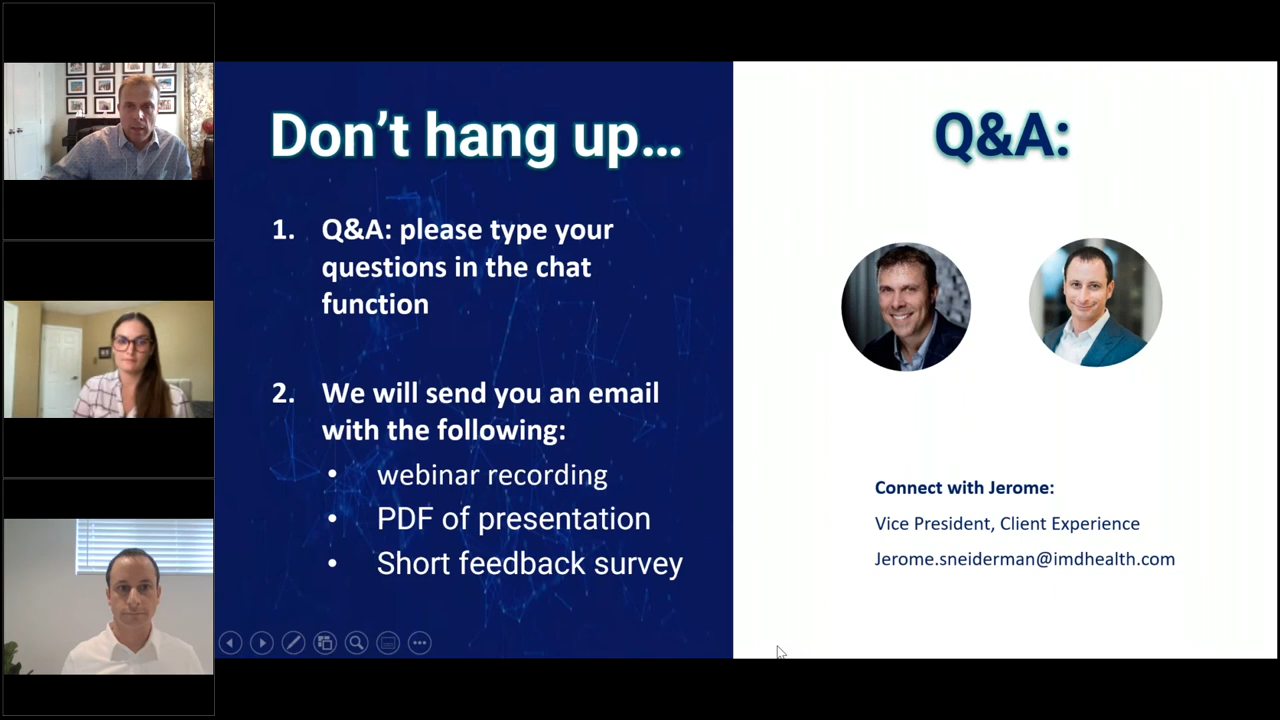 Don’t hang up...
1. Q&A: please type your
questions in the chat
function
2. We will send you an email
with the following:
• webinar recording
• PDF of presentation
• Short feedback survey
Q&A:
Connect with Jerome:
Vice President, Client Experience
Jerome.sneiderman@imdhealth.com